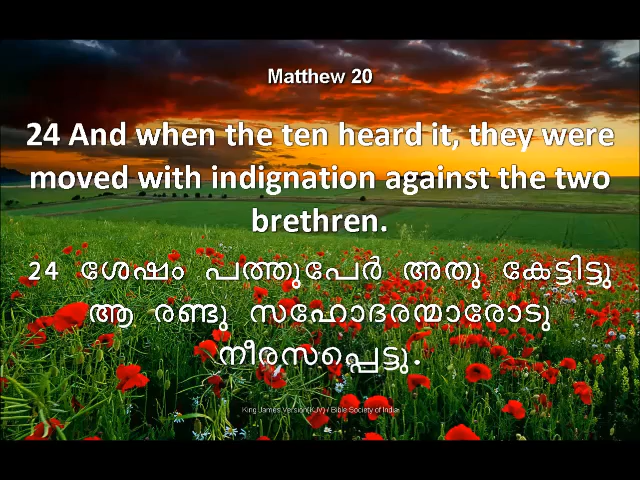 Matthew 20
24 And when the ten heard it, they were
moved with indignation against the two
brethren.
24 ശേഷം പത്തുപേർ അതു കേട്ടിട്ടു
ആ രണ്ടു സഹോദരന്മാരോടു
നീരസപ്പെട്ടു.
King James Version(KJV) / Bible Society of India